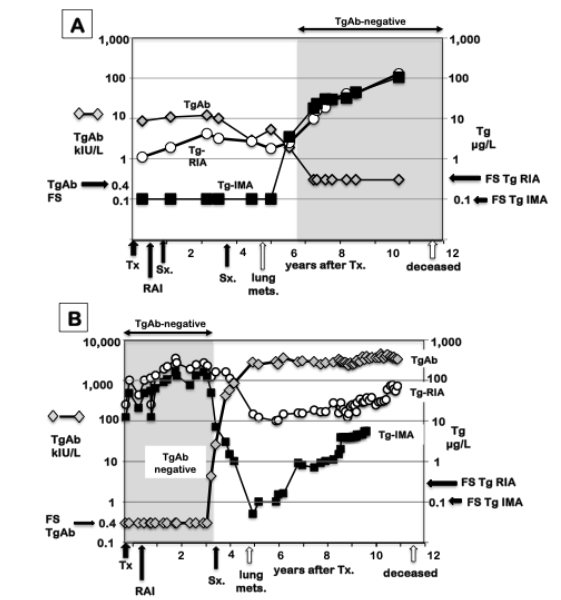 A
TgAb-negative
1,000
1,000
100
100
TgAb
10
10
TgAb
kIU/L
Tg-
RIA
Tg
µg/L
1
1
TgAb
FS
0.4
Tg-IMA
FS Tg RIA
0.1
0.1
FS Tg IMA
2
4
6
8
10
12
Tx
Sx.
RAI
Sx.
lung
mets.
years after Tx.
deceased
B
TgAb-negative
10,000
1,000
TgAb
1,000
100
Tg-RIA
TgAb
kIU/L
100
10
Tg-IMA
Tg
µg/L
TgAb
negative
10
1
FS Tg RIA
1
0.1
FS Tg IMA
FS
TgAb
0.4
0.1
2
4
6
8
10
12
Tx
RAI
Sx.
lung
mets.
years after Tx.
deceased